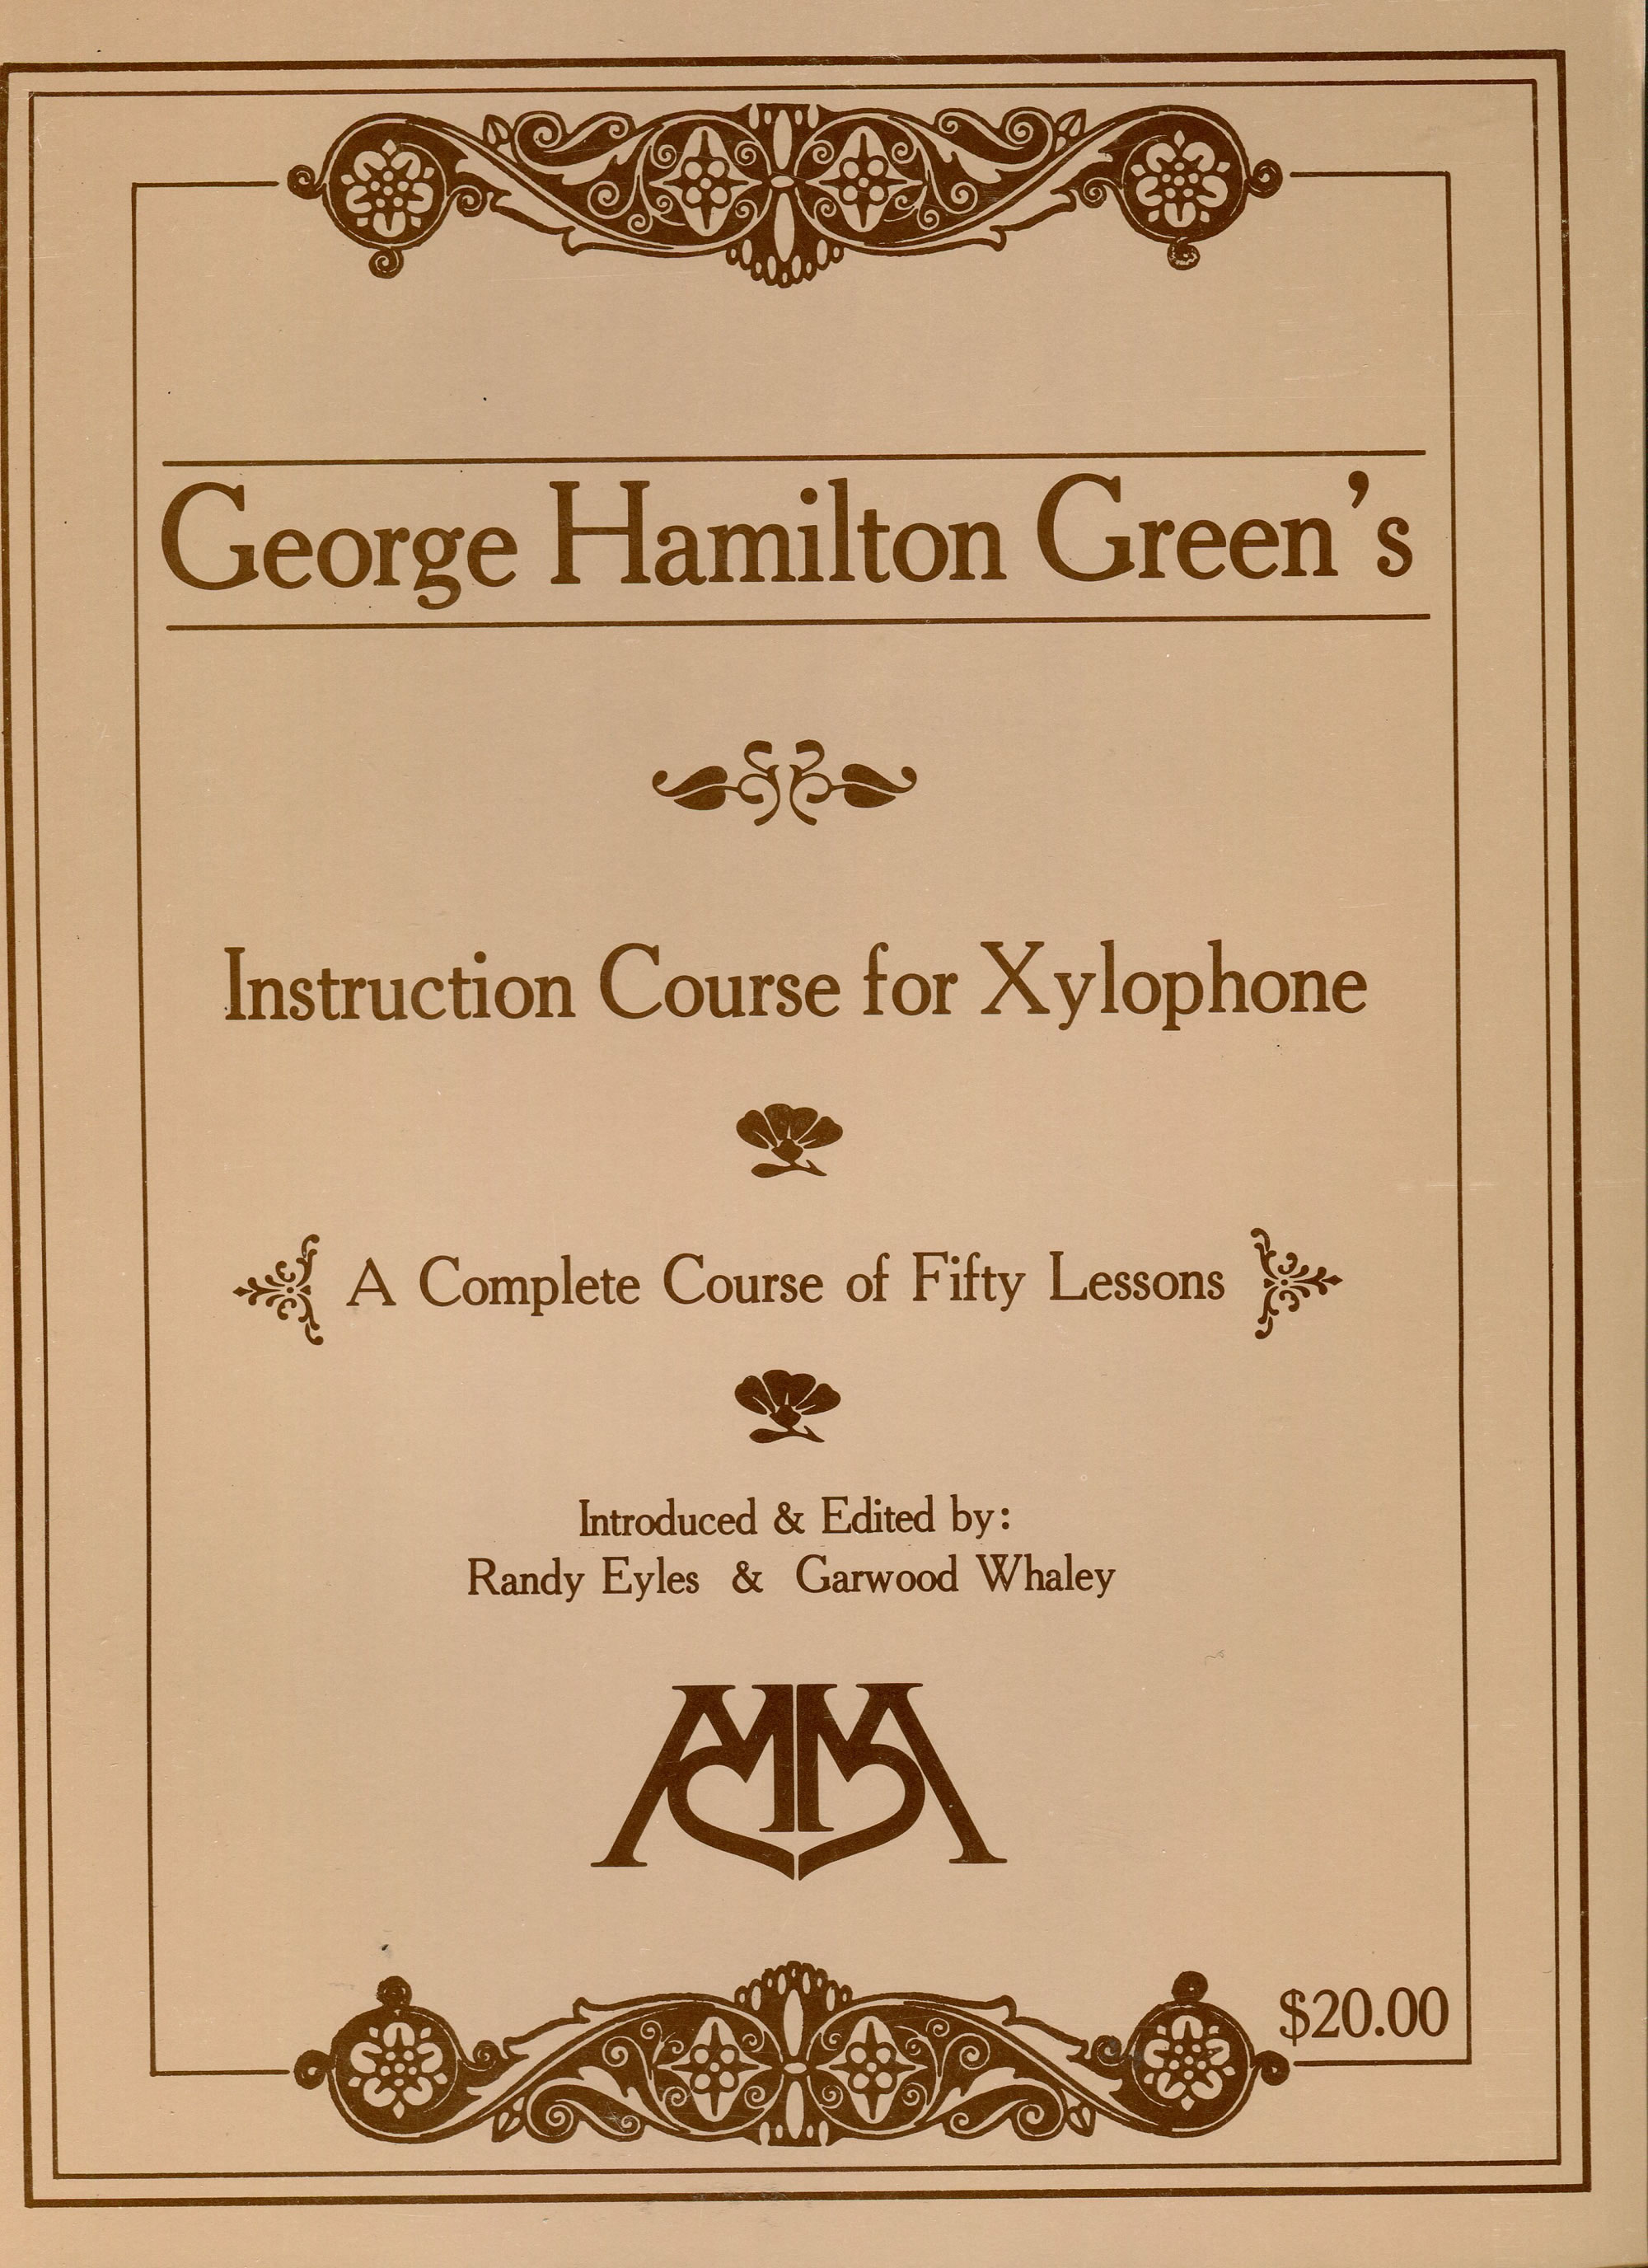 George Hamilton Green's
Instruction Course for Xylophone
A Complete Course of Fifty Lessons
Introduced & Edited by:
Randy Eyles & Garwood Whaley
$20.00